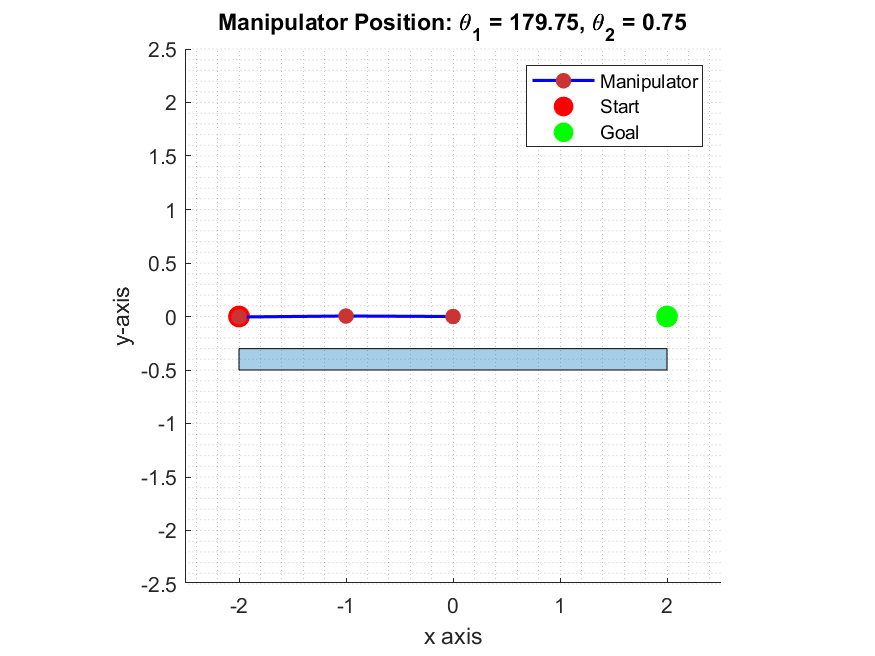 Manipulator Position: θ₁ = 179.75, θ₂ = 0.75
Manipulator
Start
Goal
2.5
2
1.5
1
0.5
0
-0.5
-1
-1.5
-2
-2.5
y-axis
-2 -1 0 1 2
x axis